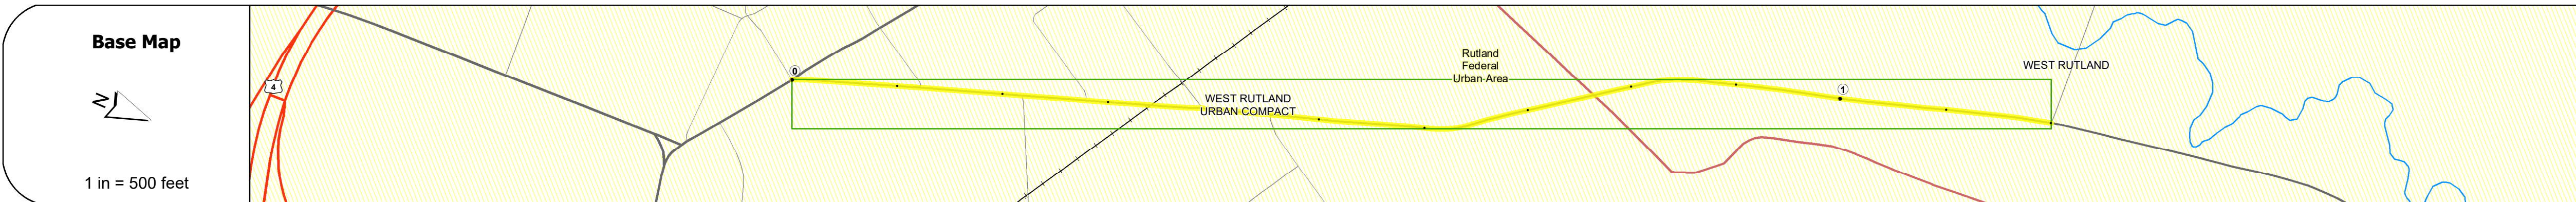 Base Map
N
1 in = 500 feet
4
0
WEST RUTLAND
URBAN COMPACT
Rutland
Federal
Urban Area
1
WEST RUTLAND